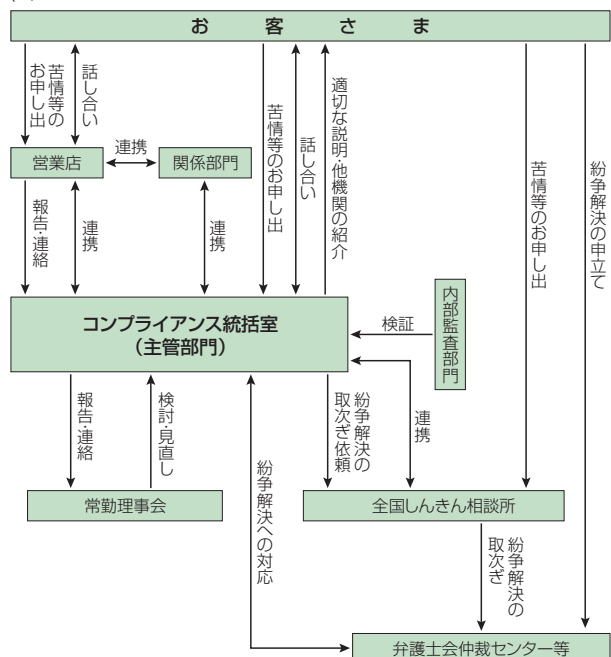 お客さま
苦情等の
お申し出
話し合い
苦情等のお申し出
話し合い
適切な説明・他機関の紹介
苦情等のお申し出
紛争解決の申立て
営業店
連携
関係部門
報告・連絡
連携
連携
コンプライアンス統括室
(主管部門)
検証
内部監査部門
報告・連絡
検討・見直し
紛争解決への対応
紛争解決の
取次ぎ依頼
連携
常勤理事会
全国しんきん相談所
紛争解決の
取次ぎ
弁護士会仲裁センター等